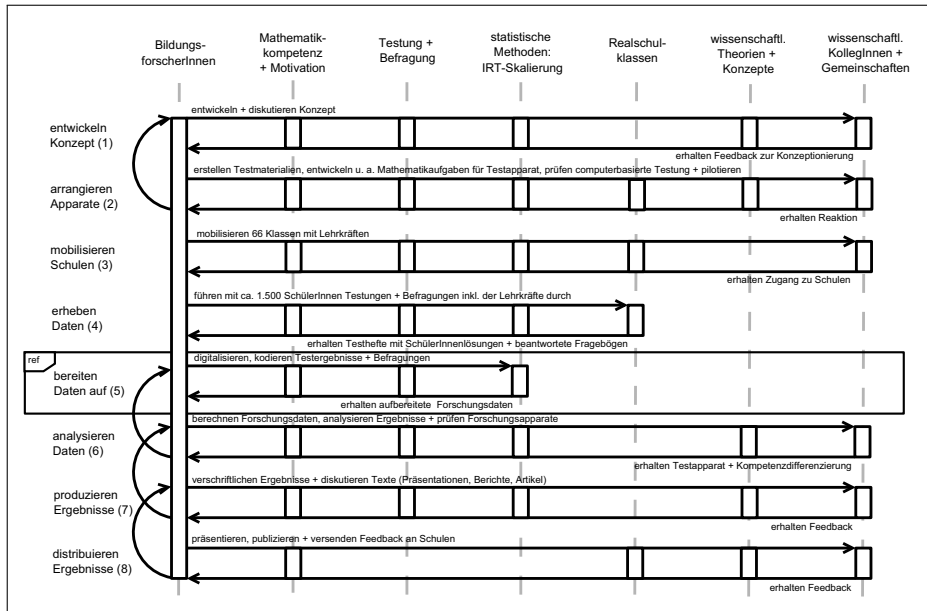 Bildungs-
forscherInnen
Mathematik-
kompetenz
+ Motivation
Testung +
Befragung
statistische
Methoden:
IRT-Skalierung
Realschul-
klassen
wissenschaftl.
Theorien +
Konzepte
wissenschaftl.
KollegInnen +
Gemeinschaften
entwickeln
Konzept (1)
entwickeln + diskutieren Konzept
erhalten Feedback zur Konzeptionierung
arrangieren
Apparate (2)
erstellen Testmaterialien, entwickeln u. a. Mathematikaufgaben für Testapparat, prüfen computerbasierte Testung + pilotieren
erhalten Reaktion
mobilisieren
Schulen (3)
mobilisieren 66 Klassen mit Lehrkräften
erhalten Zugang zu Schulen
erheben
Daten (4)
führen mit ca. 1.500 SchülerInnen Testungen + Befragungen inkl. der Lehrkräfte durch
erhalten Testhefte mit SchülerInnenlösungen + beantwortete Fragebögen
ref
bereiten
Daten auf (5)
digitalisieren, kodieren Testergebnisse + Befragungen
erhalten aufbereitete Forschungsdaten
analysieren
Daten (6)
berechnen Forschungsdaten, analysieren Ergebnisse + prüfen Forschungsapparate
erhalten Testapparat + Kompetenzdifferenzierung
produzieren
Ergebnisse (7)
verschriftlichen Ergebnisse + diskutieren Texte (Präsentationen, Berichte, Artikel)
erhalten Feedback
distribuieren
Ergebnisse (8)
präsentieren, publizieren + versenden Feedback an Schulen
erhalten Feedback